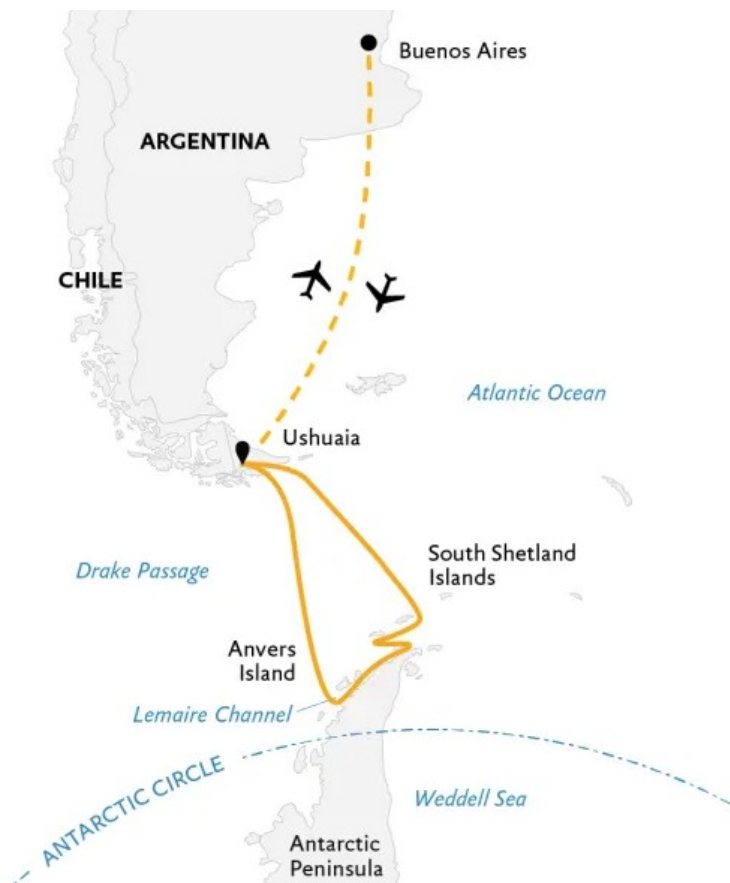 Buenos Aires
ARGENTINA
CHILE
Atlantic Ocean
Ushuaia
South Shetland
Islands
Drake Passage
Anvers
Island
Lemaire Channel
ANTARCTIC CIRCLE
Weddell Sea
Antarctic
Peninsula